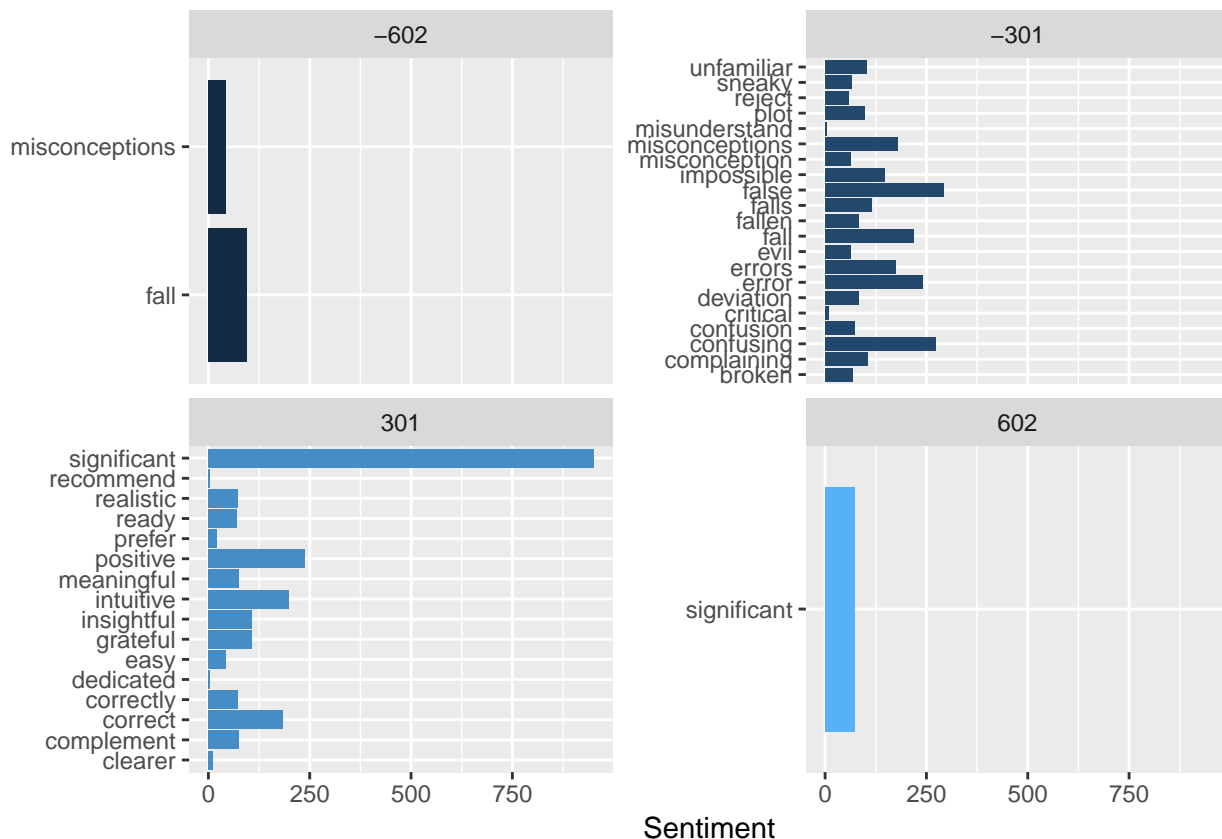 −602
misconceptions
fall
−301
unfamiliar
sneaky
reject
plot
misunderstand
misconceptions
misconception
impossible
false
falls
fallen
fall
evil
errors
error
deviation
critical
confusion
confusing
complaining
broken
301
significant
recommend
realistic
ready
prefer
positive
meaningful
intuitive
insightful
grateful
easy
dedicated
correctly
correct
complement
clearer
0 250 500 750
602
significant
0 250 500 750
Sentiment